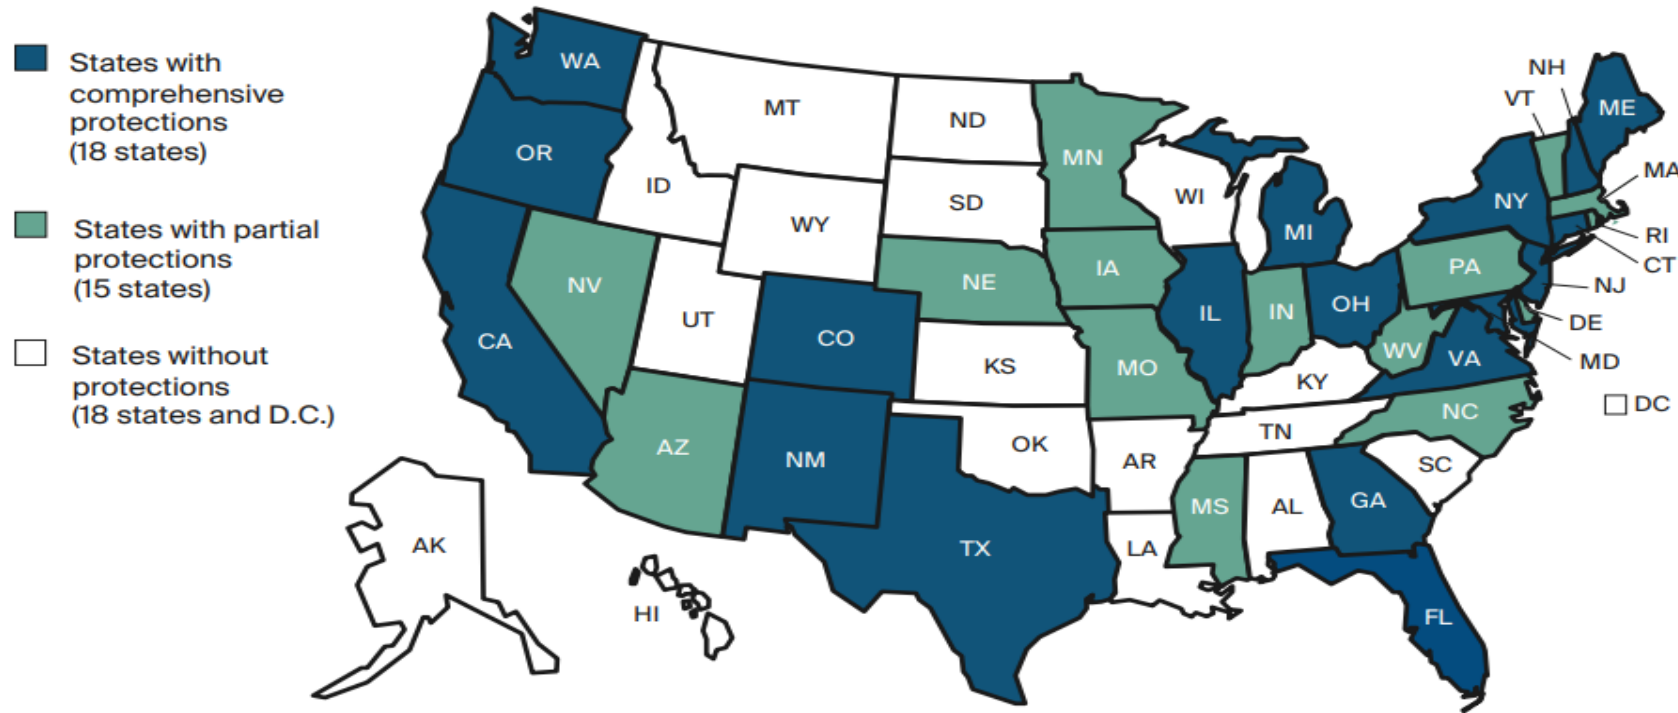 States with
comprehensive
protections
(18 states)
States with partial
protections
(15 states)
States without
protections
(18 states and D.C.)
WA
OR
CA
NV
ID
MT
WY
UT
AZ
CO
NM
ND
SD
NE
KS
OK
TX
MN
IA
MO
AR
LA
WI
IL
MI
IN
OH
KY
TN
MS
AL
GA
FL
SC
NC
VA
WV
PA
NY
VT
NH
ME
MA
RI
CT
NJ
DE
MD
DC
AK
HI